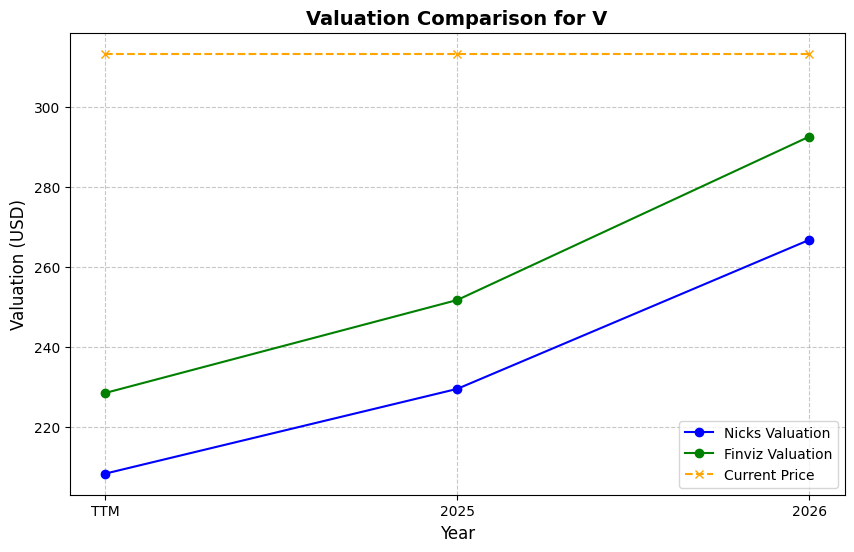 Valuation Comparison for V
Valuation (USD)
300
280
260
240
220
Nicks Valuation
Finviz Valuation
Current Price
TTM
2025
2026
Year